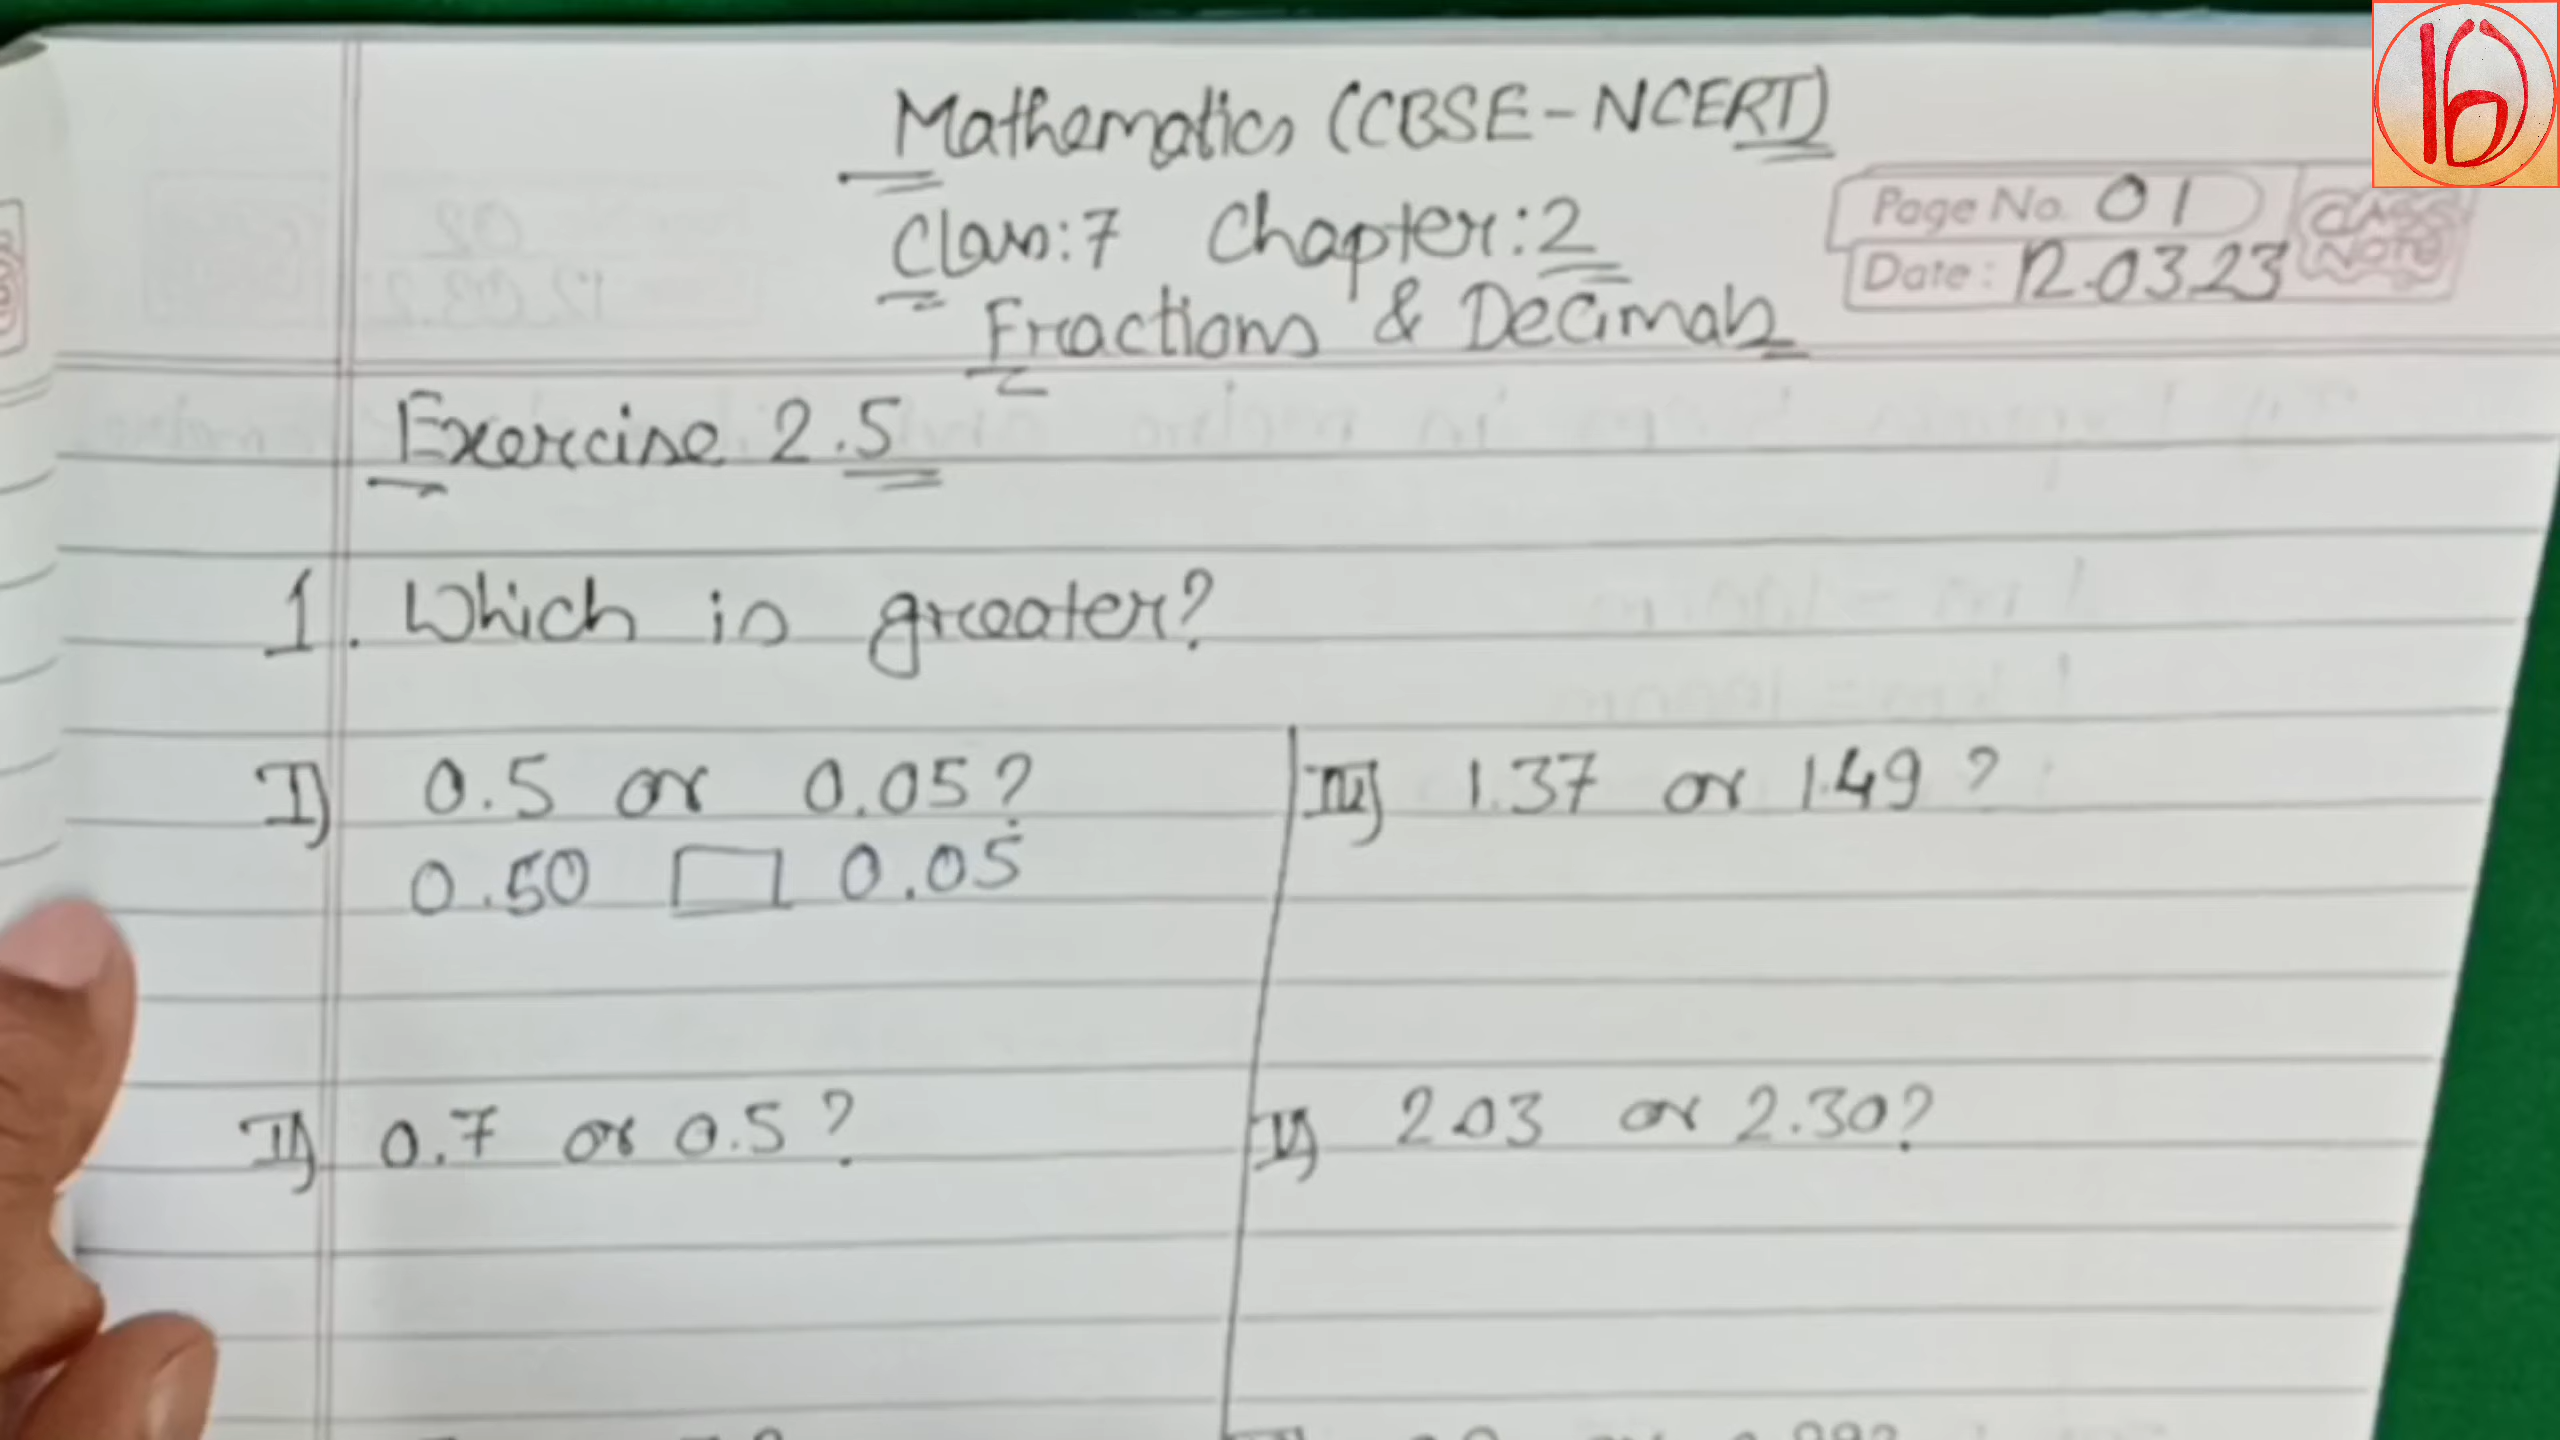 Mathematics (CBSE-NCERT)
Class:7 Chapter:2
Fractions & Decimals
Page No. 01
Date: 12.03.23
CLASS NOTE
Exercise 2.5
1. Which is greater?
I) 0.5 or 0.05?
0.50 □ 0.05
II) 0.7 or 0.5?
IV) 1.37 or 1.49?
V) 2.03 or 2.30?